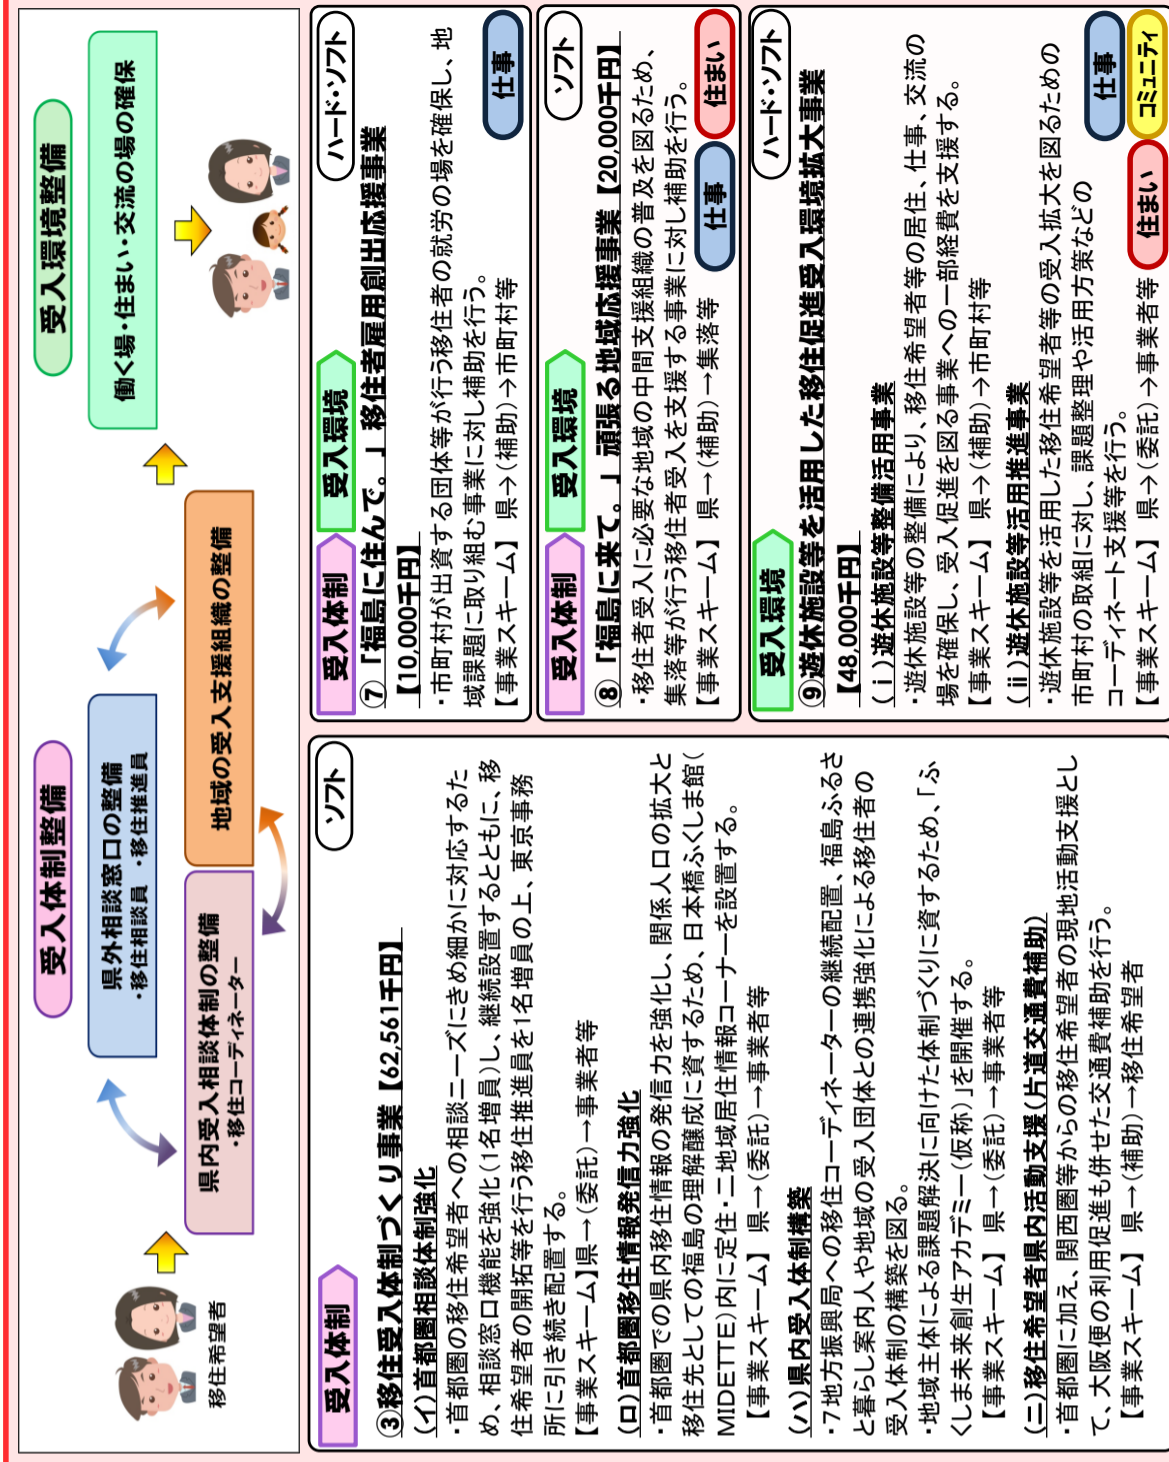 受入体制整備
受入環境整備
移住希望者
県内受入相談体制の整備
・移住コーディネーター
県外相談窓口の整備
・移住相談員 ・移住推進員
地域の受入支援組織の整備
働く場・住まい・交流の場の確保
受入体制
ソフト
③移住受入体制づくり事業【62,561千円】
(イ)首都圏相談体制強化
・首都圏の移住希望者への相談ニーズにきめ細かに対応するた
め、相談窓口機能を強化(1名増員)し、継続設置するとともに、移
住希望者の開拓等を行う移住推進員を1名増員の上、東京事務
所に引き続き配置する。
【事業スキーム】県→(委託)→事業者等
(ロ)首都圏移住情報発信力強化
・首都圏での県内移住情報の発信力を強化し、関係人口の拡大と
移住先としての福島の理解醸成に資するため、日本橋ふくしま館(
MIDETTE)内に定住・二地域居住情報コーナーを設置する。
【事業スキーム】 県→(委託)→事業者等
(ハ)県内受入体制構築
・7地方振興局への移住コーディネーターの継続配置、福島ふるさ
と暮らし案内人や地域の受入団体との連携強化による移住者の
受入体制の構築を図る。
・地域主体による課題解決に向けた体制づくりに資するため、「ふ
くしま未来創生アカデミー(仮称)」を開催する。
【事業スキーム】 県→(委託)→事業者等
(ニ)移住希望者県内活動支援(片道交通費補助)
・首都圏に加え、関西圏等からの移住希望者の現地活動支援とし
て、大阪便の利用促進も併せた交通費補助を行う。
【事業スキーム】 県→(補助)→移住希望者
受入体制
受入環境
ハード・ソフト
⑦「福島に住んで。」移住者雇用創出応援事業
【10,000千円】
・市町村が出資する団体等が行う移住者の就労の場を確保し、地
域課題に取り組む事業に対し補助を行う。
【事業スキーム】 県→(補助)→市町村等
仕事
受入体制
受入環境
ソフト
⑧「福島に来て。」頑張る地域応援事業【20,000千円】
・移住者受入に必要な地域の中間支援組織の普及を図るため、
集落等が行う移住者受入を支援する事業に対し補助を行う。
【事業スキーム】 県→(補助)→集落等
仕事
住まい
受入環境
ハード・ソフト
⑨遊休施設等を活用した移住促進受入環境拡大事業
【48,000千円】
(ⅰ)遊休施設等整備活用事業
・遊休施設等の整備により、移住希望者等の居住、仕事、交流の
場を確保し、受入促進を図る事業への一部経費を支援する。
【事業スキーム】 県→(補助)→市町村等
(ⅱ)遊休施設等活用推進事業
・遊休施設等を活用した移住希望者等の受入拡大を図るための
市町村の取組に対し、課題整理や活用方策などの
コーディネート支援等を行う。
【事業スキーム】 県→(委託)→事業者等
仕事
住まい
コミュニティ